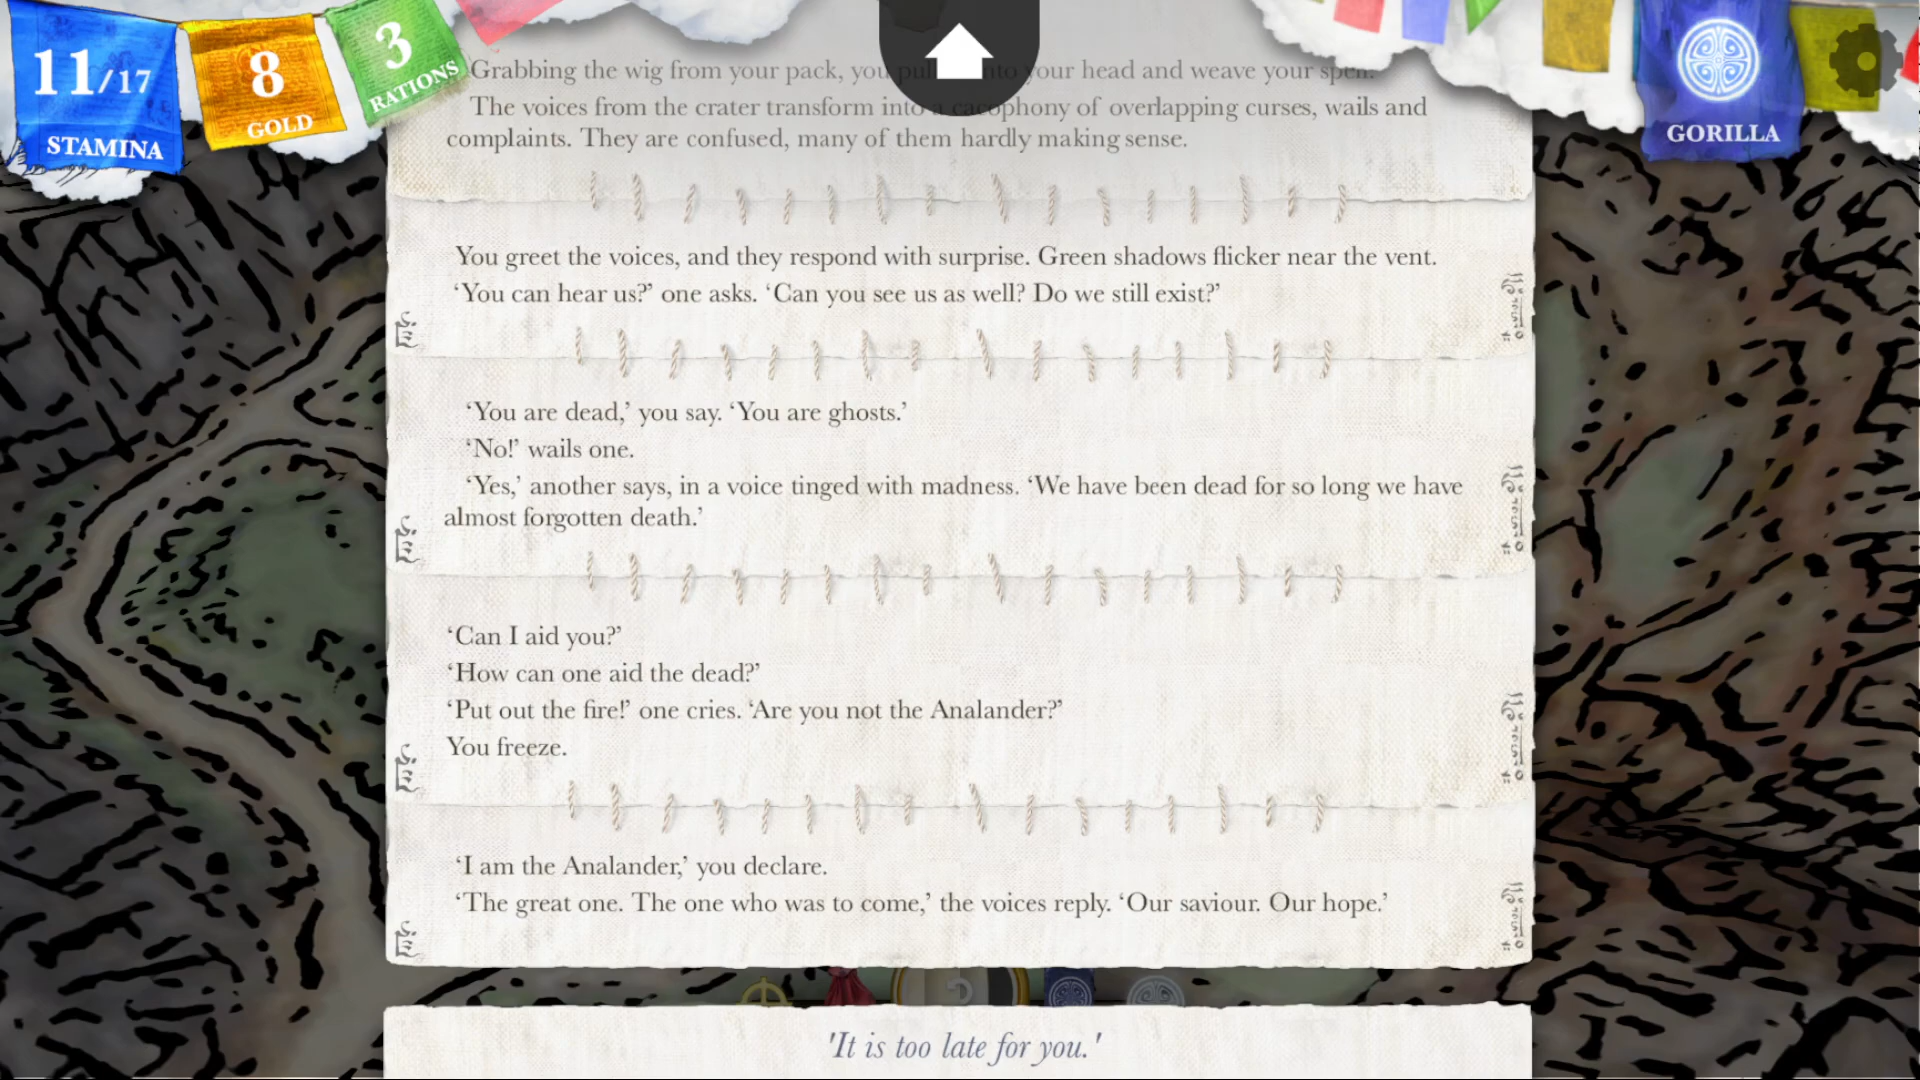 11/17
STAMINA
8
GOLD
3
RATIONS
GORILLA
Grabbing the wig from your pack, you pull it onto your head and weave your spell.
The voices from the crater transform into a cacophony of overlapping curses, wails and
complaints. They are confused, many of them hardly making sense.
You greet the voices, and they respond with surprise. Green shadows flicker near the vent.
‘You can hear us?’ one asks. ‘Can you see us as well? Do we still exist?’
‘You are dead,’ you say. ‘You are ghosts.’
‘No!’ wails one.
‘Yes,’ another says, in a voice tinged with madness. ‘We have been dead for so long we have
almost forgotten death.’
‘Can I aid you?’
‘How can one aid the dead?’
‘Put out the fire!’ one cries. ‘Are you not the Analander?’
You freeze.
‘I am the Analander,’ you declare.
‘The great one. The one who was to come,’ the voices reply. ‘Our saviour. Our hope.’
'It is too late for you.'